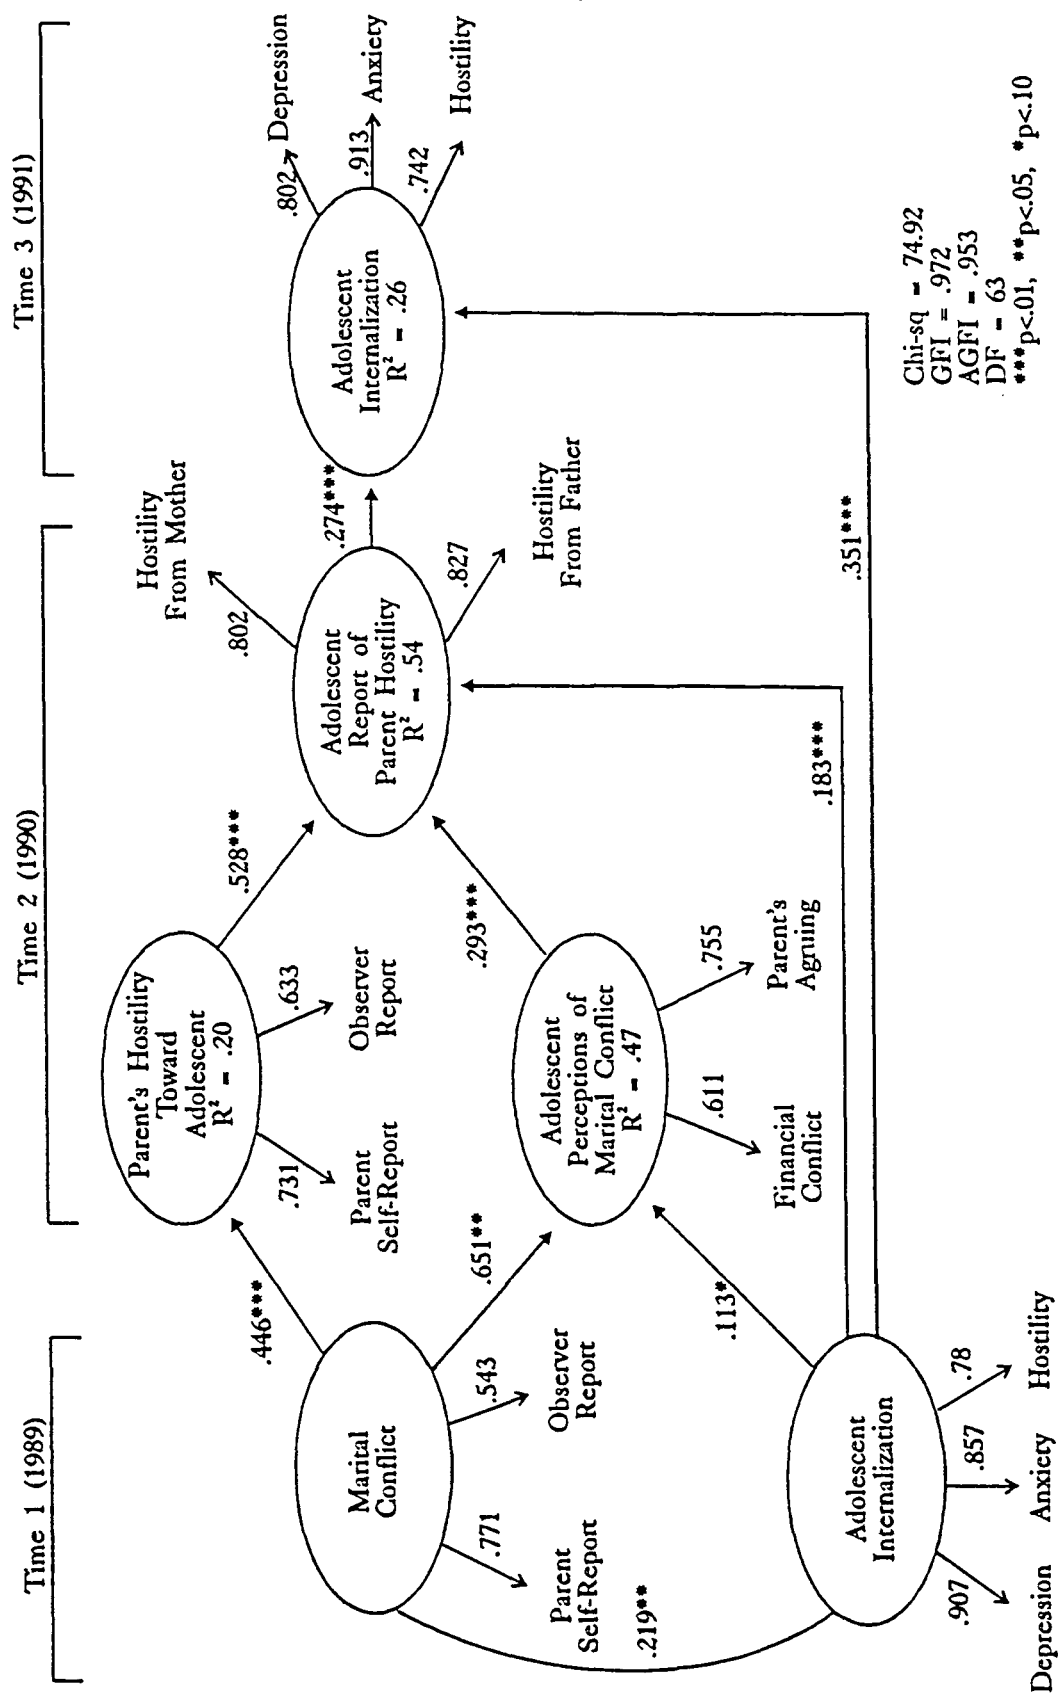 Time 1 (1989)
Time 2 (1990)
Time 3 (1991)
Parent's Hostility
Toward
Adolescent
R² = .20
.731
Parent
Self-Report
.633
Observer
Report
.446***
.528***
Hostility
From Mother
.802
Marital
Conflict
.771
Parent
Self-Report
.543
Observer
Report
.651**
.219**
Adolescent
Report of
Parent Hostility
R² = .54
.827
Hostility
From Father
.274***
Adolescent
Internalization
R² = .26
.802
Depression
.913
Anxiety
.742
Hostility
Adolescent
Perceptions of
Marital Conflict
R² = .47
.611
Financial
Conflict
.755
Parent's
Agruing
.293***
.113*
.183***
.351***
Adolescent
Internalization
.907
Depression
.857
Anxiety
.78
Hostility
Chi-sq = 74.92
GFI = .972
AGFI = .953
DF = 63
***p<.01, **p<.05, *p<.10